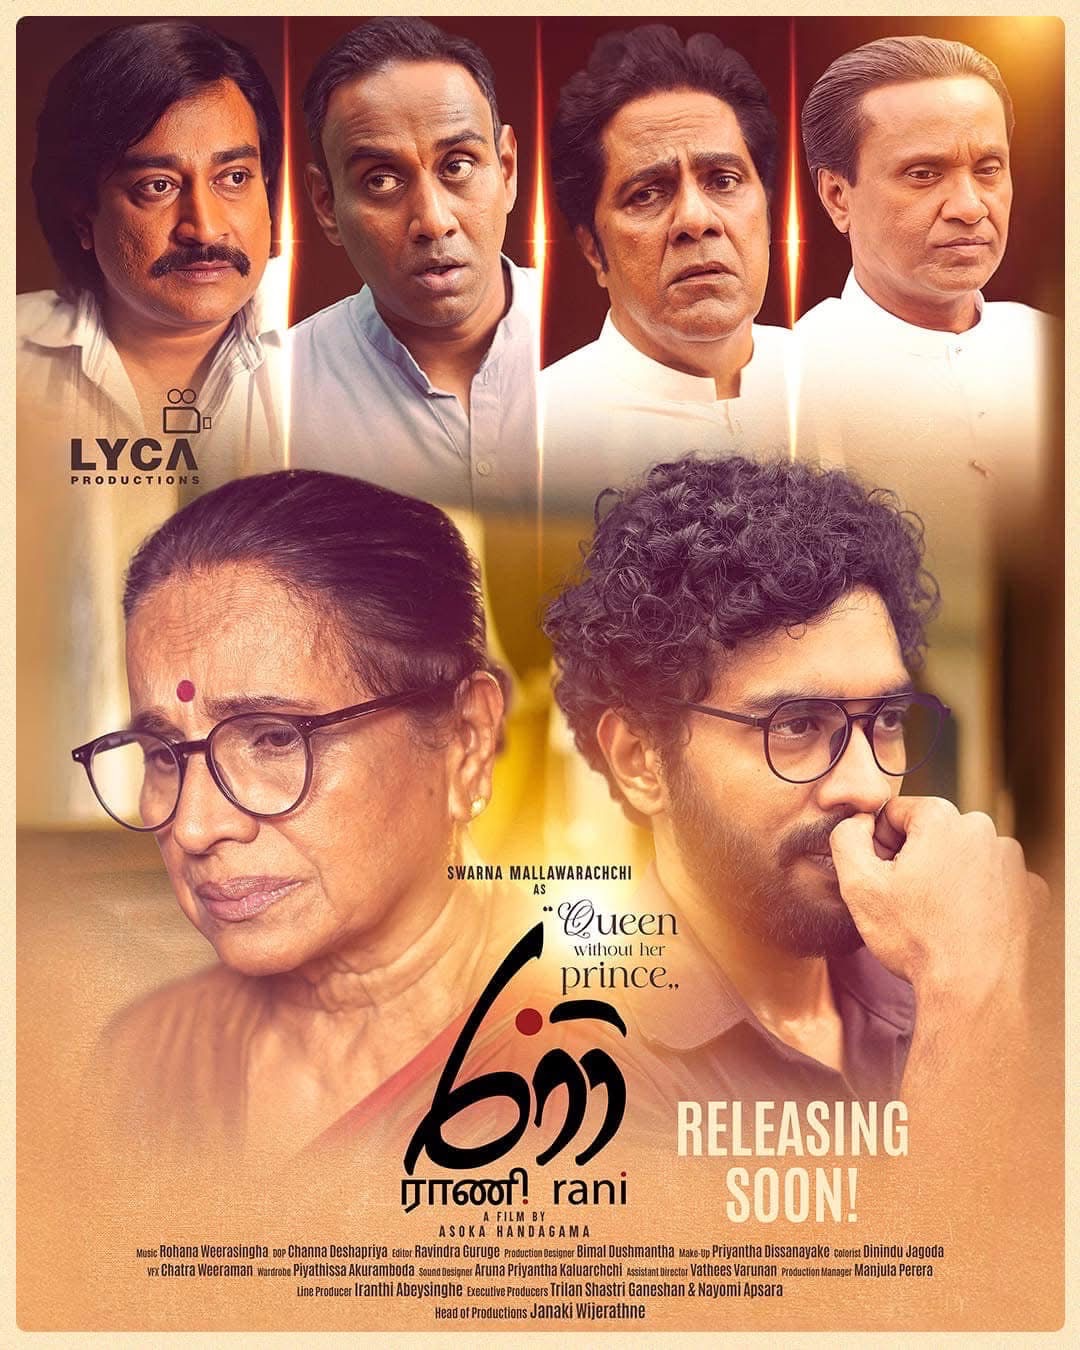 LYCA
PRODUCTIONS
SWARNA MALLAWARACHCHI
AS
"Queen
without her
prince,,
රාණි
ராணி rani
A FILM BY
ASOKA HANDAGAMA
RELEASING
SOON!
Music Rohana Weerasingha DOP Channa Deshapriya Editor Ravindra Guruge Production Designer Bimal Dushmantha Make-Up Priyantha Dissanayake Colorist Dinindu Jagoda
VFX Chatra Weeraman Wardrobe Piyathissa Akuramboda Sound Designer Aruna Priyantha Kaluarchchi Assistant Director Vathees Varunan Production Manager Manjula Perera
Line Producer Iranthi Abeysinghe Executive Producers Trilan Shastri Ganeshan & Nayomi Apsara
Head of Productions Janaki Wijerathne